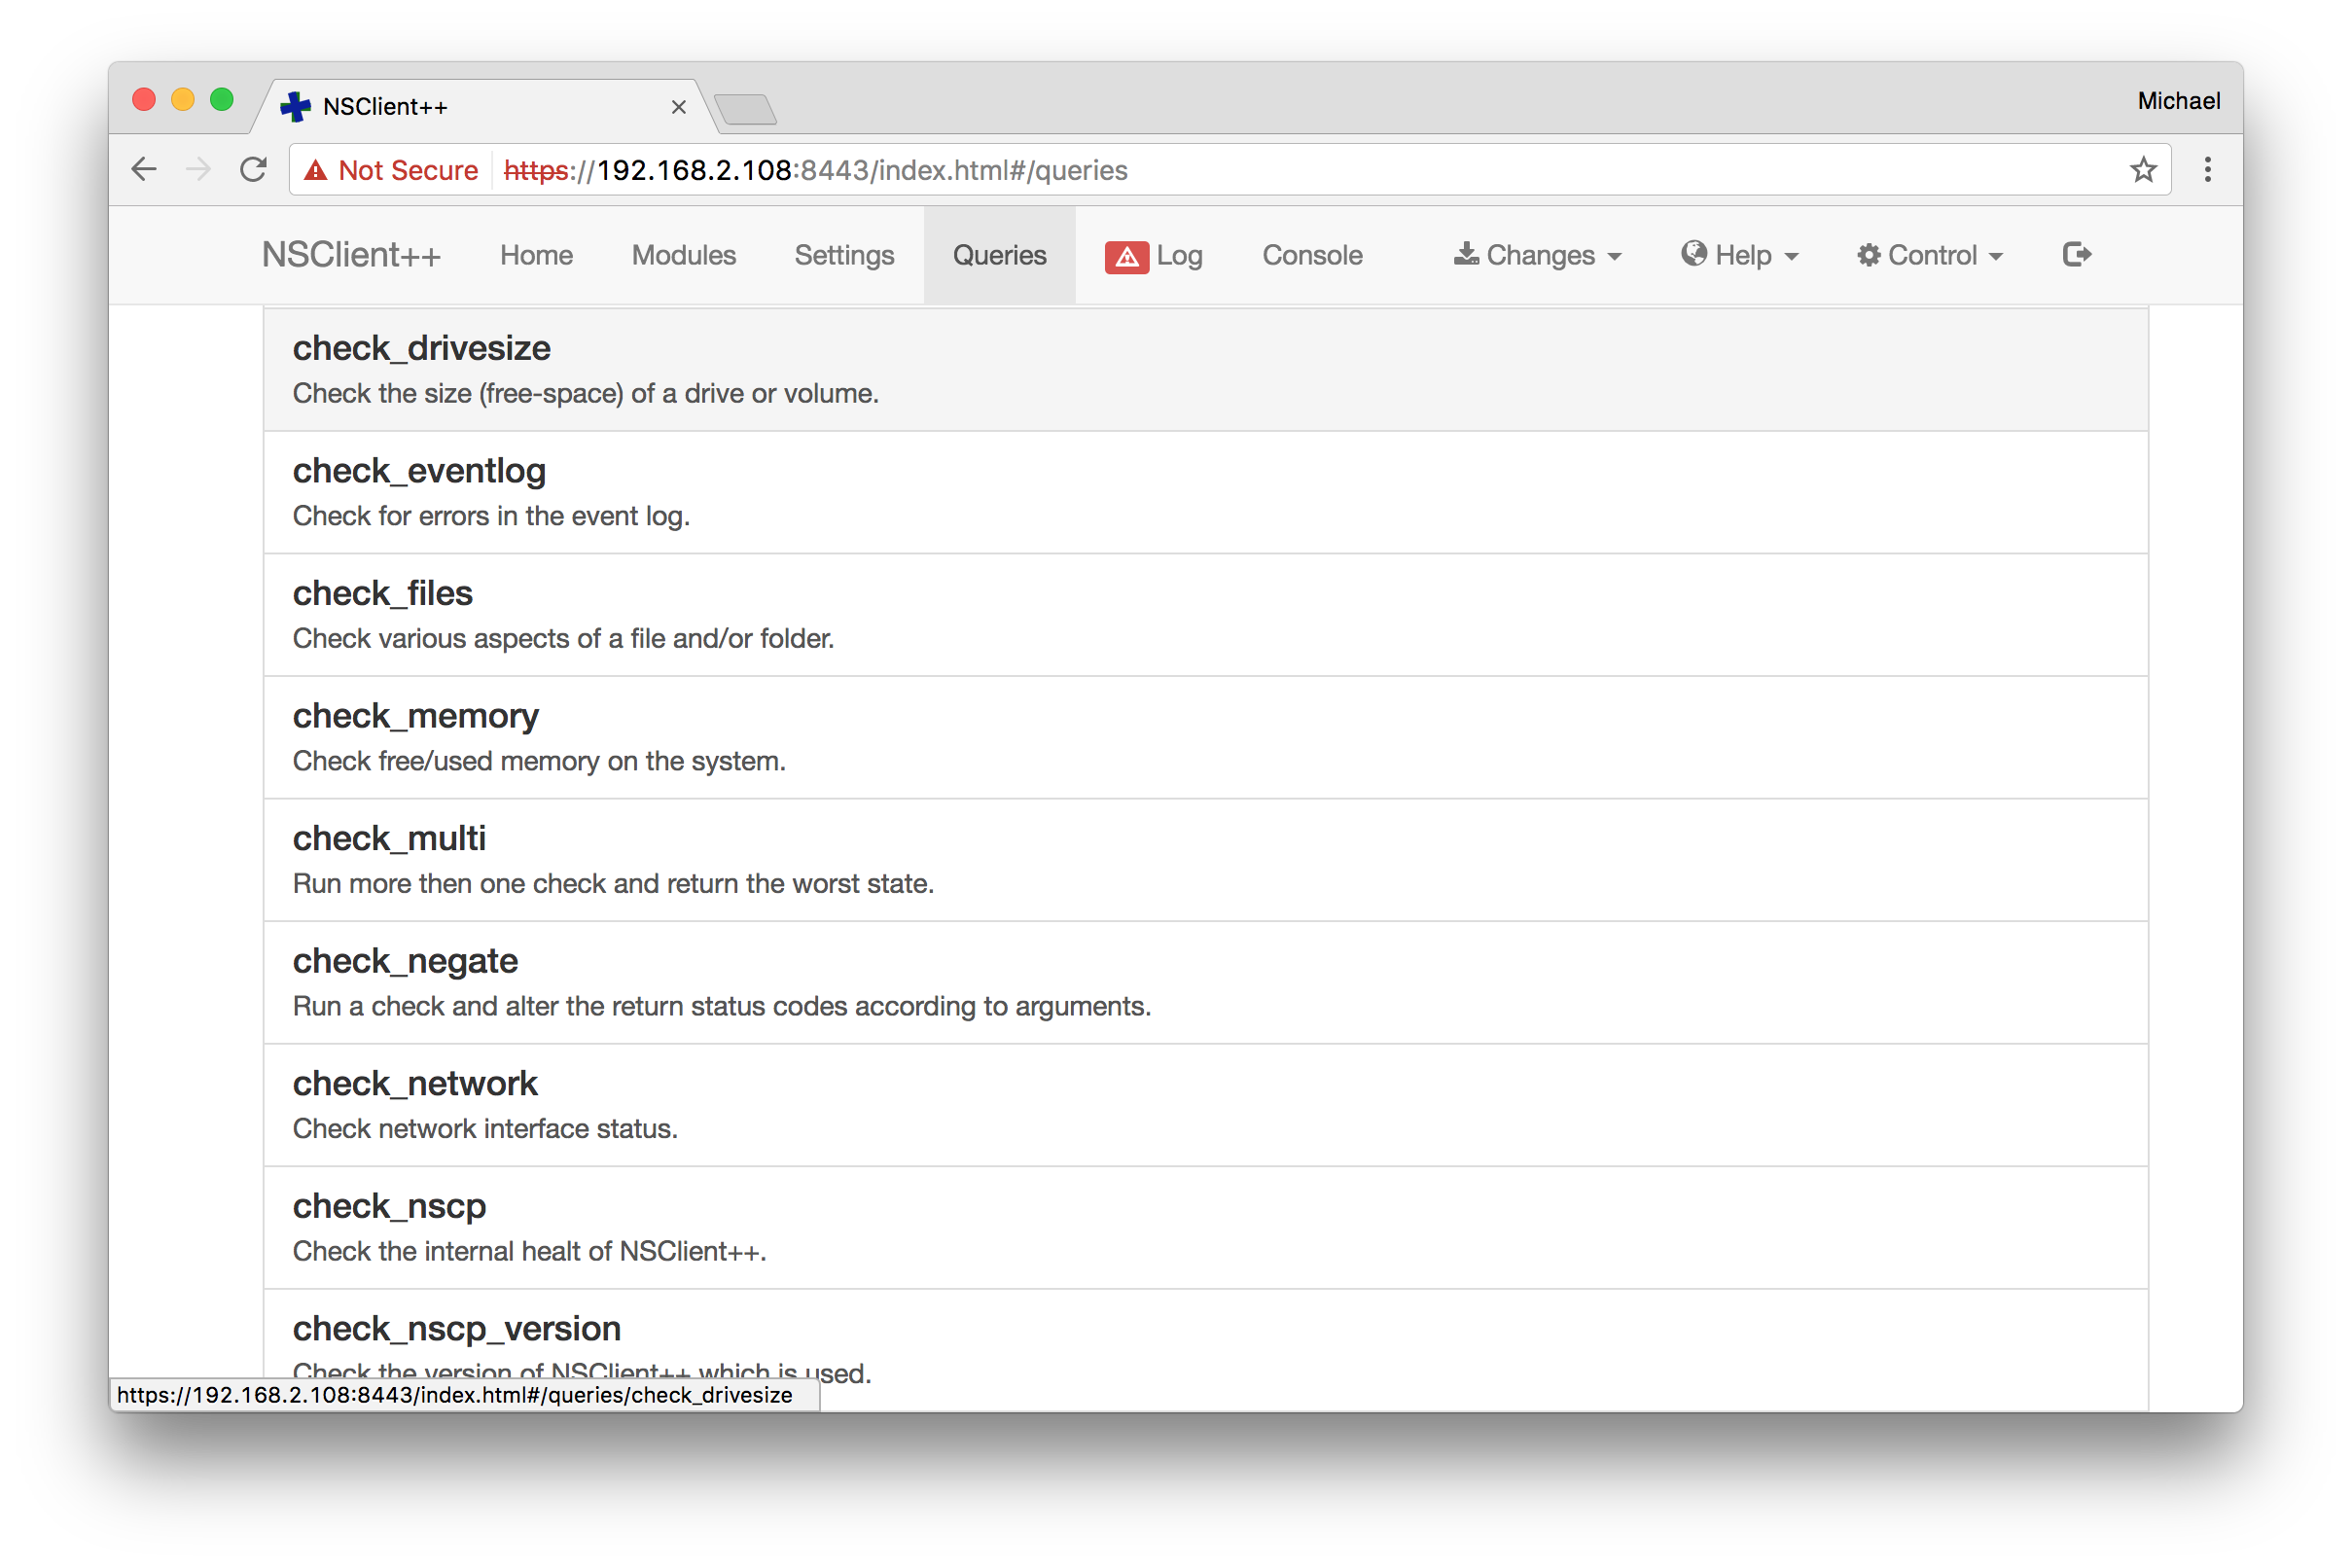 NSClient++
Michael
Not Secure https://192.168.2.108:8443/index.html#/queries
NSClient++ Home Modules Settings Queries Log Console Changes Help Control
check_drivesize
Check the size (free-space) of a drive or volume.
check_eventlog
Check for errors in the event log.
check_files
Check various aspects of a file and/or folder.
check_memory
Check free/used memory on the system.
check_multi
Run more then one check and return the worst state.
check_negate
Run a check and alter the return status codes according to arguments.
check_network
Check network interface status.
check_nscp
Check the internal healt of NSClient++.
check_nscp_version
Check the version of NSClient++ which is used.
https://192.168.2.108:8443/index.html#/queries/check_drivesize